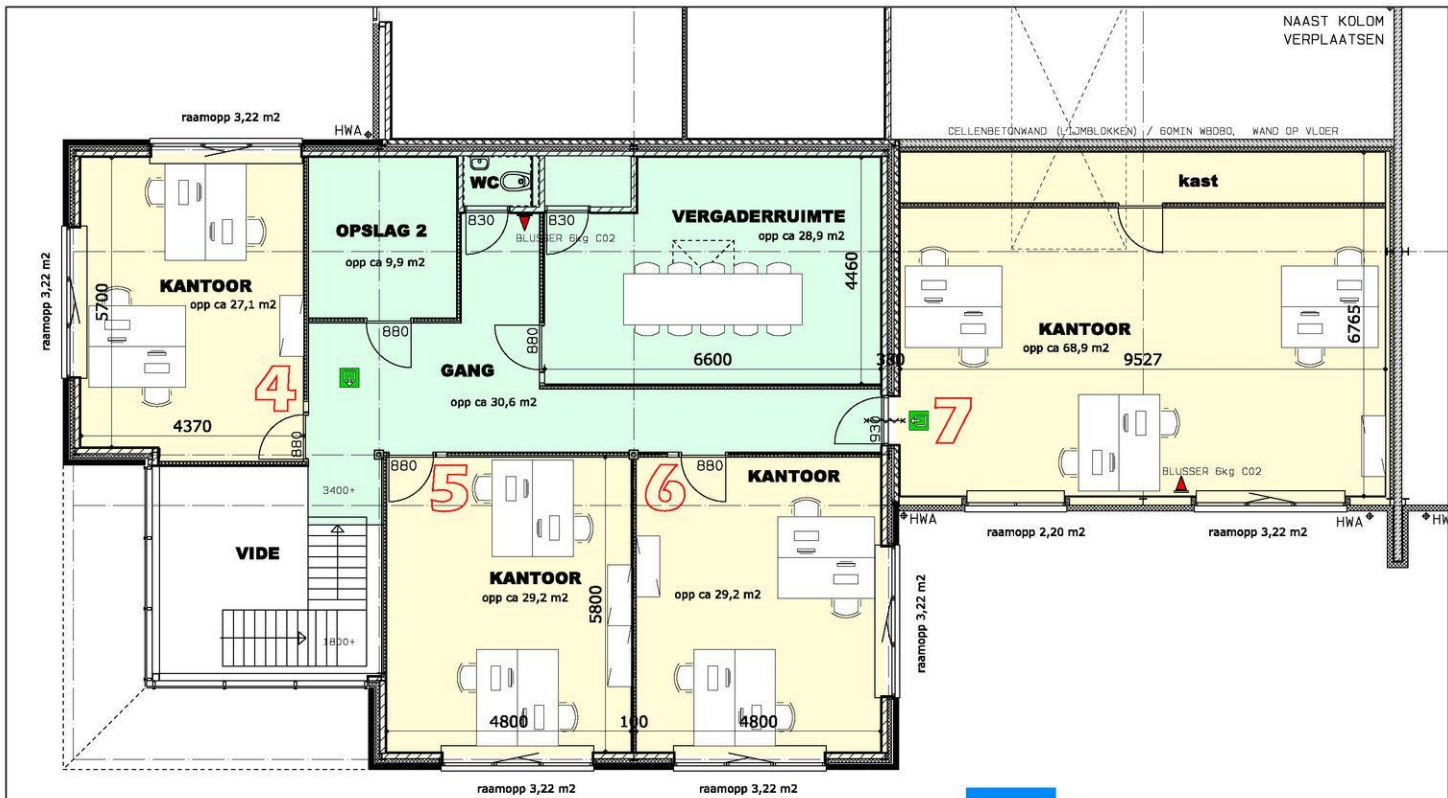 NAAST KOLOM
VERPLAATSEN
raamopp 3,22 m2
HWA
CELLENBETONWAND (LIJMBLOKKEN) / 60MIN WBDBO, WAND OP VLOER
kast
WC
830
830
BLUSSER 6kg CO2
OPSLAG 2
opp ca 9,9 m2
VERGADERRUIMTE
opp ca 28,9 m2
4460
6600
330
raamopp 3,22 m2
KANTOOR
opp ca 27,1 m2
5700
4370
4
880
880
880
GANG
opp ca 30,6 m2
KANTOOR
opp ca 68,9 m2
9527
6765
930
7
BLUSSER 6kg CO2
HWA
raamopp 2,20 m2
raamopp 3,22 m2
HWA
HW
3400+
VIDE
1800+
880
5
KANTOOR
opp ca 29,2 m2
5800
4800
100
6
880
KANTOOR
opp ca 29,2 m2
4800
raamopp 3,22 m2
raamopp 3,22 m2
raamopp 3,22 m2